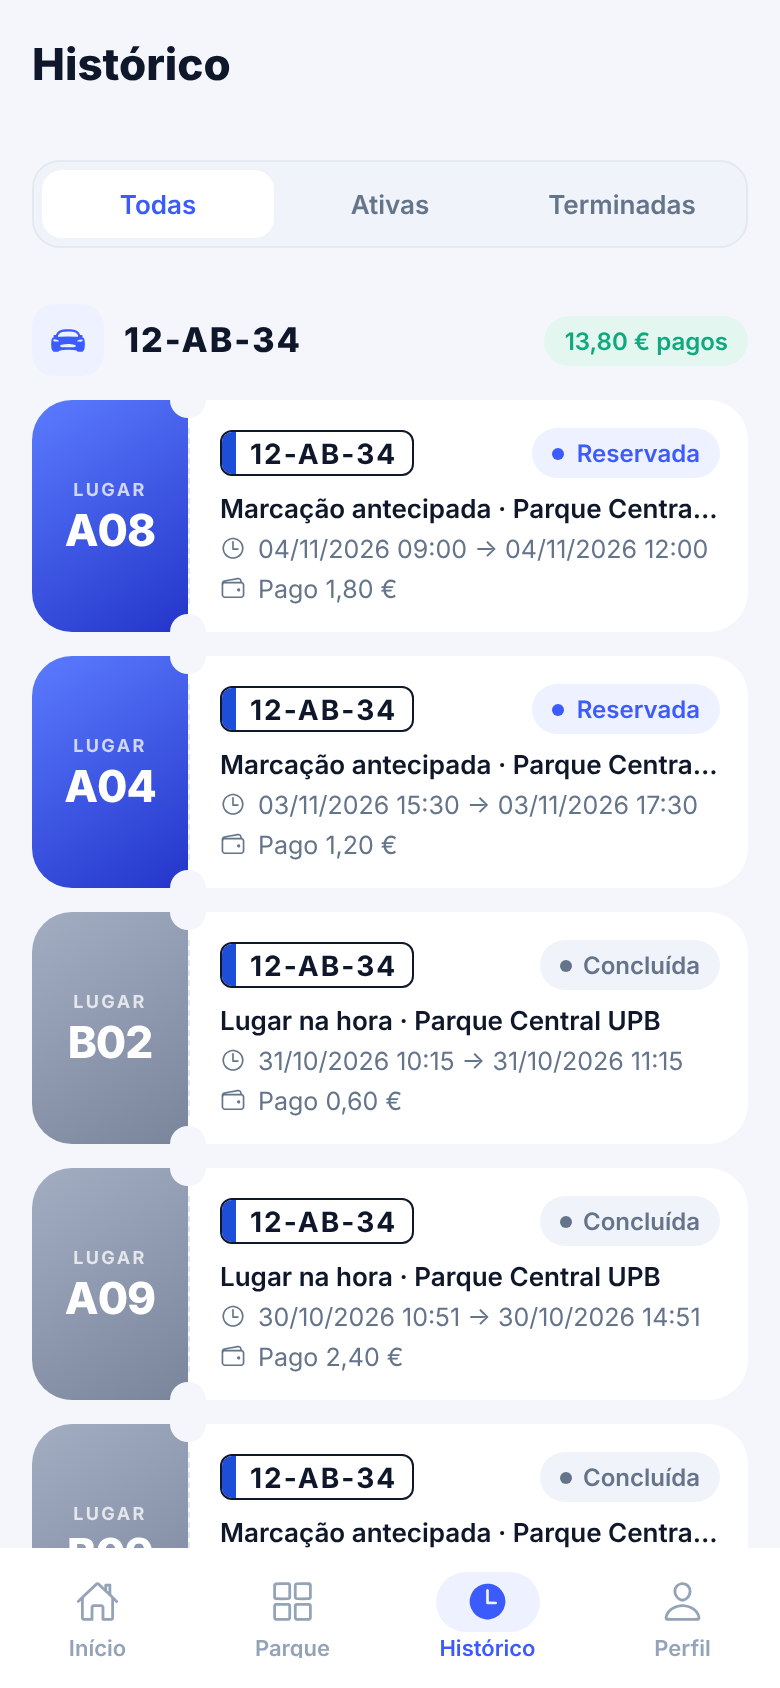 Histórico
Todas
Ativas
Terminadas
12-AB-34
13,80 € pagos
LUGAR
A08
12-AB-34
Reservada
Marcação antecipada · Parque Centra...
04/11/2026 09:00 → 04/11/2026 12:00
Pago 1,80 €
LUGAR
A04
12-AB-34
Reservada
Marcação antecipada · Parque Centra...
03/11/2026 15:30 → 03/11/2026 17:30
Pago 1,20 €
LUGAR
B02
12-AB-34
Concluída
Lugar na hora · Parque Central UPB
31/10/2026 10:15 → 31/10/2026 11:15
Pago 0,60 €
LUGAR
A09
12-AB-34
Concluída
Lugar na hora · Parque Central UPB
30/10/2026 10:51 → 30/10/2026 14:51
Pago 2,40 €
LUGAR
12-AB-34
Concluída
Marcação antecipada · Parque Centra...
Início
Parque
Histórico
Perfil